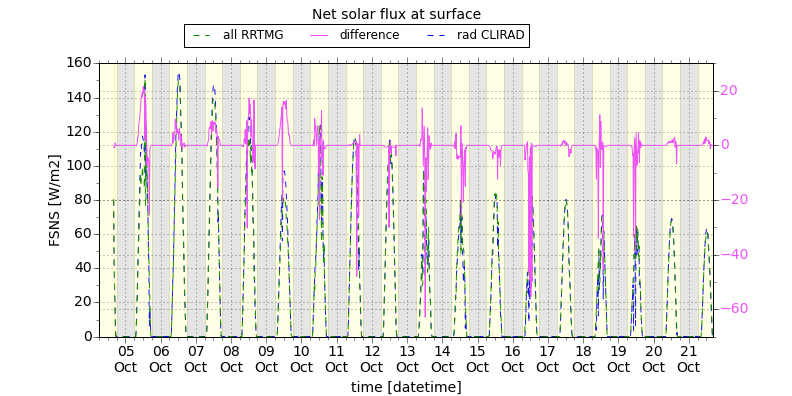 Net solar flux at surface
all RRTMG difference rad CLIRAD
160
140
120
100
80
60
40
20
0
FSNS [W/m2]
20
0
−20
−40
−60
05 06 07 08 09 10 11 12 13 14 15 16 17 18 19 20 21
Oct Oct Oct Oct Oct Oct Oct Oct Oct Oct Oct Oct Oct Oct Oct Oct Oct
time [datetime]